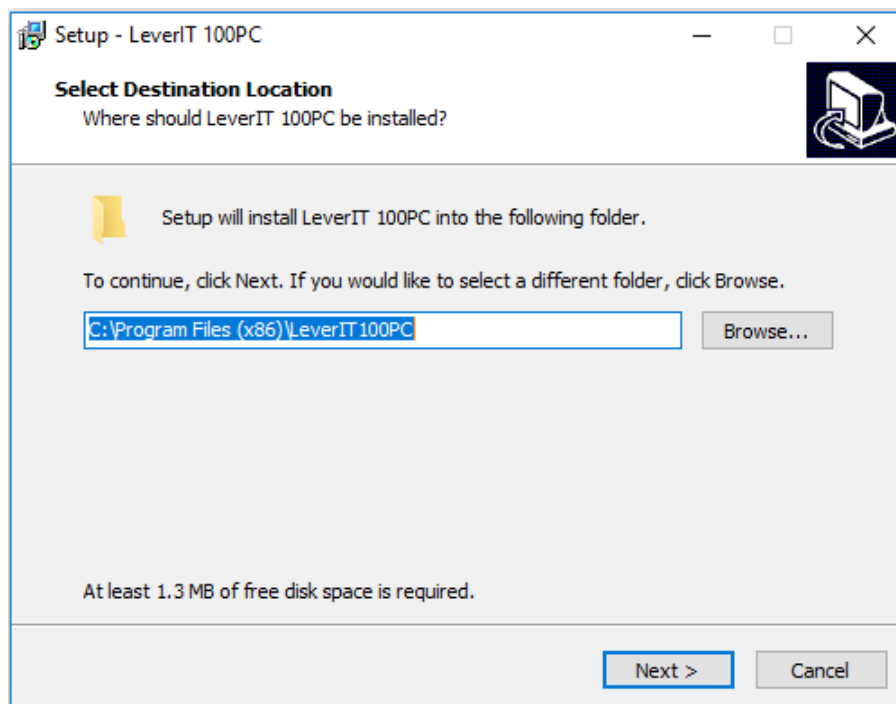 Setup - LeverIT 100PC
Select Destination Location
Where should LeverIT 100PC be installed?
Setup will install LeverIT 100PC into the following folder.
To continue, click Next. If you would like to select a different folder, click Browse.
C:\Program Files (x86)\LeverIT100PC
Browse...
At least 1.3 MB of free disk space is required.
Next >
Cancel